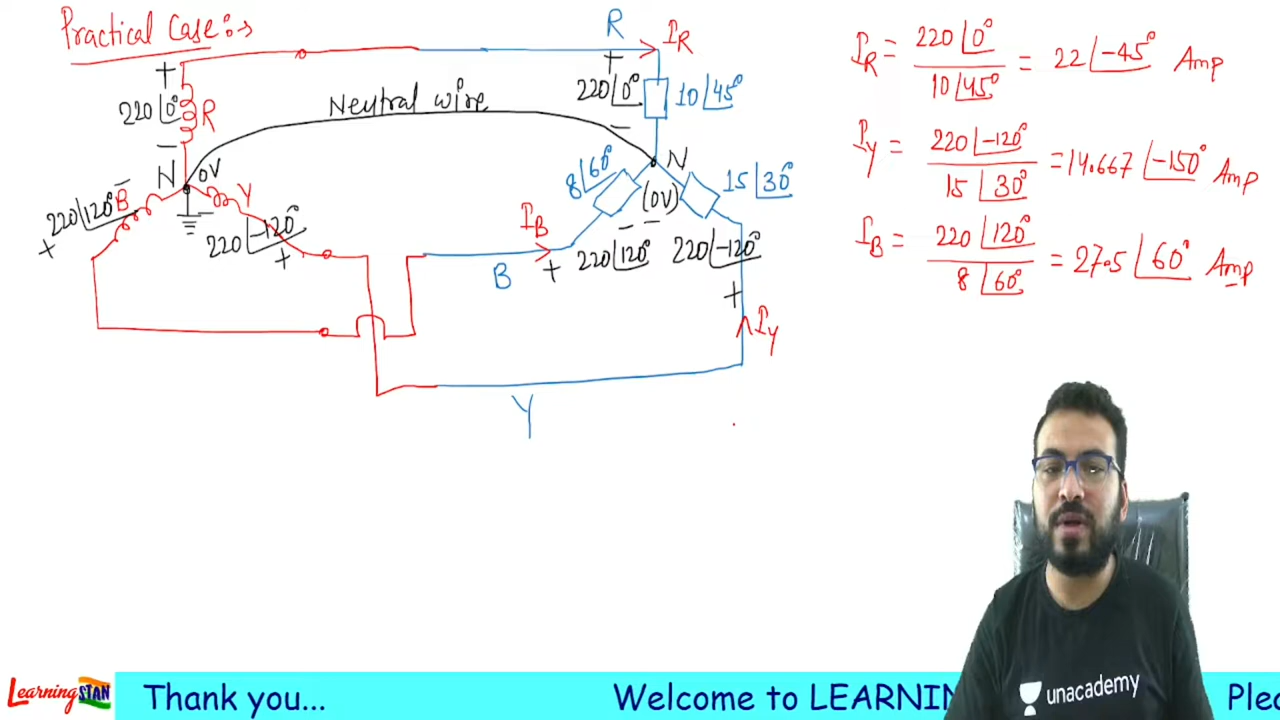 Practical Case:->
R
I_R
+
+
220∠0°
220∠0°
10∠45°
R
Neutral wire
−
−
N
0V
N
8∠60°
15∠30°
(0V)
220∠120°
−
B
Y
+
−
220∠-120°
+
I_B
− −
B
+
220∠120°
220∠-120°
+
I_Y
Y
I_R = 220∠0° / 10∠45° = 22∠-45° Amp
I_Y = 220∠-120° / 15∠30° = 14.667∠-150° Amp
I_B = 220∠120° / 8∠60° = 27.5∠60° Amp
unacademy
LearningSTAN
Thank you...
Welcome to LEARNIN
Plea